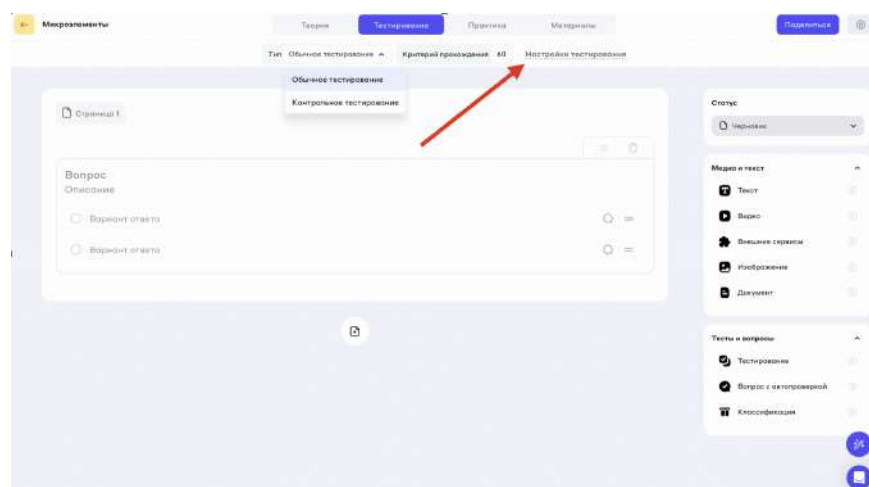 Микроэлементы
Теория Тестирование Практика Материалы
Поделиться
Тип Обычное тестирование Критерий прохождения 60 Настройки тестирования
Обычное тестирование
Контрольное тестирование
Страница 1
Вопрос
Описание
Вариант ответа
Вариант ответа
Статус
Черновик
Медиа и текст
Текст
Видео
Внешние сервисы
Изображение
Документ
Тесты и вопросы
Тестирование
Вопрос с автопроверкой
Классификация